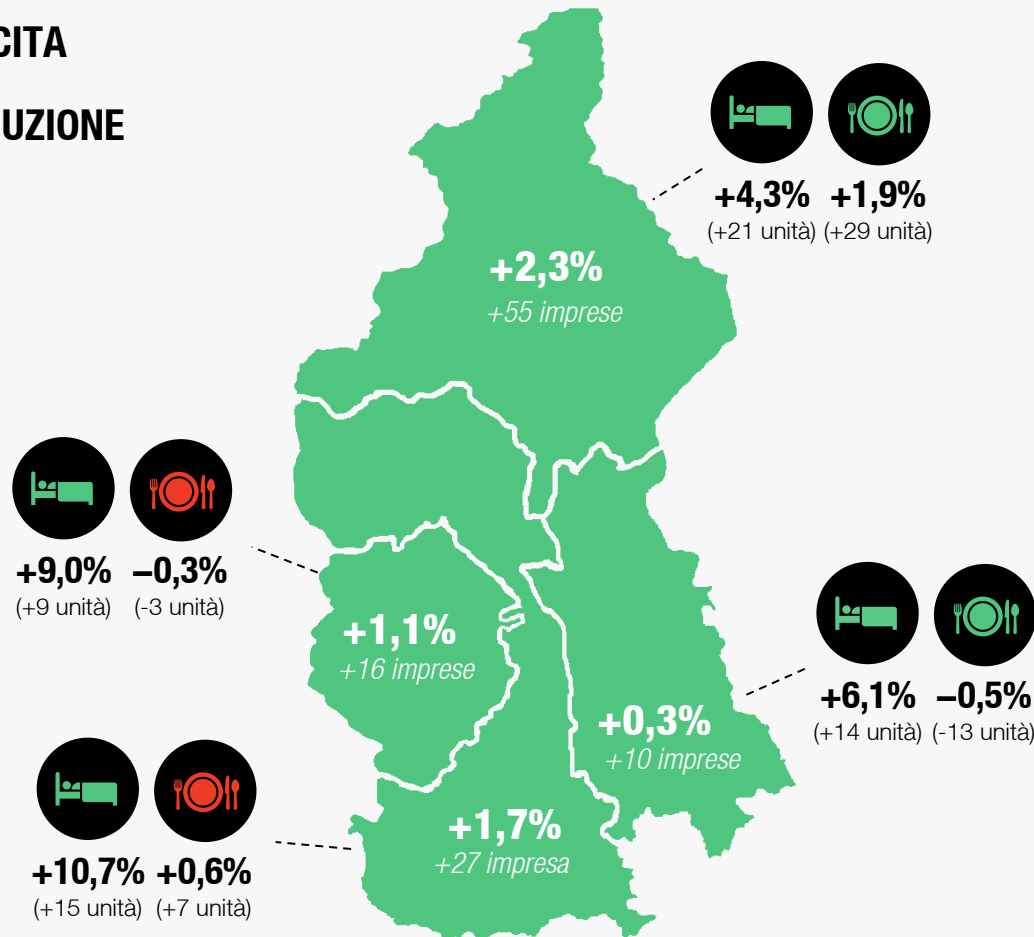 CITA
UZIONE
+4,3% +1,9%
(+21 unità) (+29 unità)
+2,3%
+55 imprese
+9,0% −0,3%
(+9 unità) (-3 unità)
+1,1%
+16 imprese
+6,1% −0,5%
(+14 unità) (-13 unità)
+0,3%
+10 imprese
+10,7% +0,6%
(+15 unità) (+7 unità)
+1,7%
+27 impresa